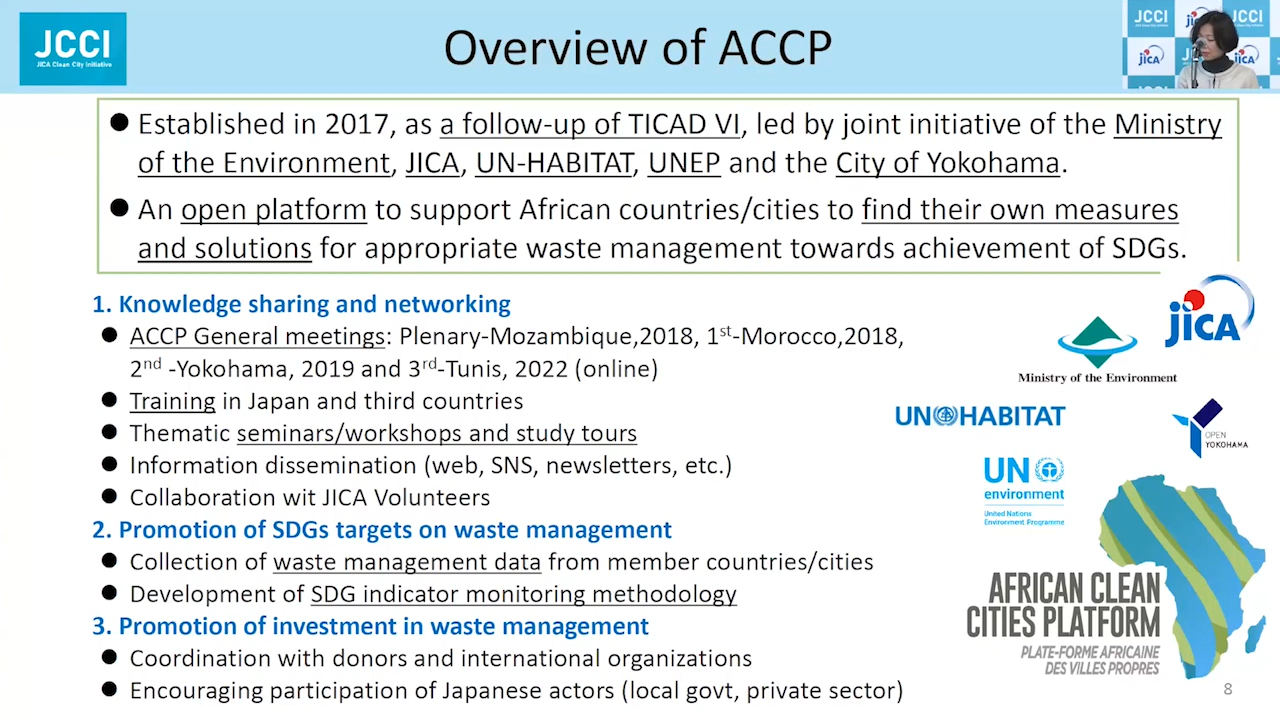 JCCI
JICA Clean City Initiative
Overview of ACCP
JCCI
JCCI
JICA
JICA
● Established in 2017, as a follow-up of TICAD VI, led by joint initiative of the Ministry
of the Environment, JICA, UN-HABITAT, UNEP and the City of Yokohama.
● An open platform to support African countries/cities to find their own measures
and solutions for appropriate waste management towards achievement of SDGs.
1. Knowledge sharing and networking
● ACCP General meetings: Plenary-Mozambique,2018, 1st-Morocco,2018,
2nd -Yokohama, 2019 and 3rd-Tunis, 2022 (online)
● Training in Japan and third countries
● Thematic seminars/workshops and study tours
● Information dissemination (web, SNS, newsletters, etc.)
● Collaboration wit JICA Volunteers
2. Promotion of SDGs targets on waste management
● Collection of waste management data from member countries/cities
● Development of SDG indicator monitoring methodology
3. Promotion of investment in waste management
● Coordination with donors and international organizations
● Encouraging participation of Japanese actors (local govt, private sector)
JICA
Ministry of the Environment
UN HABITAT
OPEN
YOKOHAMA
UN
environment
United Nations
Environment Programme
AFRICAN CLEAN
CITIES PLATFORM
PLATE-FORME AFRICAINE
DES VILLES PROPRES
8